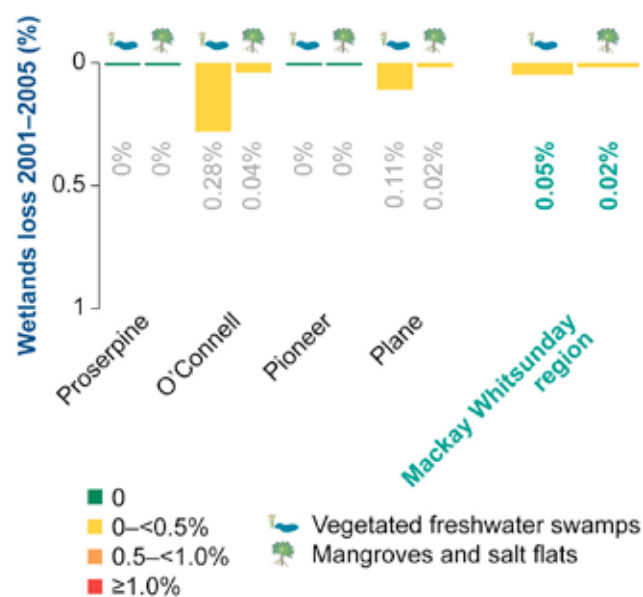 Wetlands loss 2001–2005 (%)
0
0.5
1
0%
0%
0.28%
0.04%
0%
0%
0.11%
0.02%
0.05%
0.02%
Proserpine
O'Connell
Pioneer
Plane
Mackay Whitsunday
region
0
0–<0.5%
0.5–<1.0%
≥1.0%
Vegetated freshwater swamps
Mangroves and salt flats